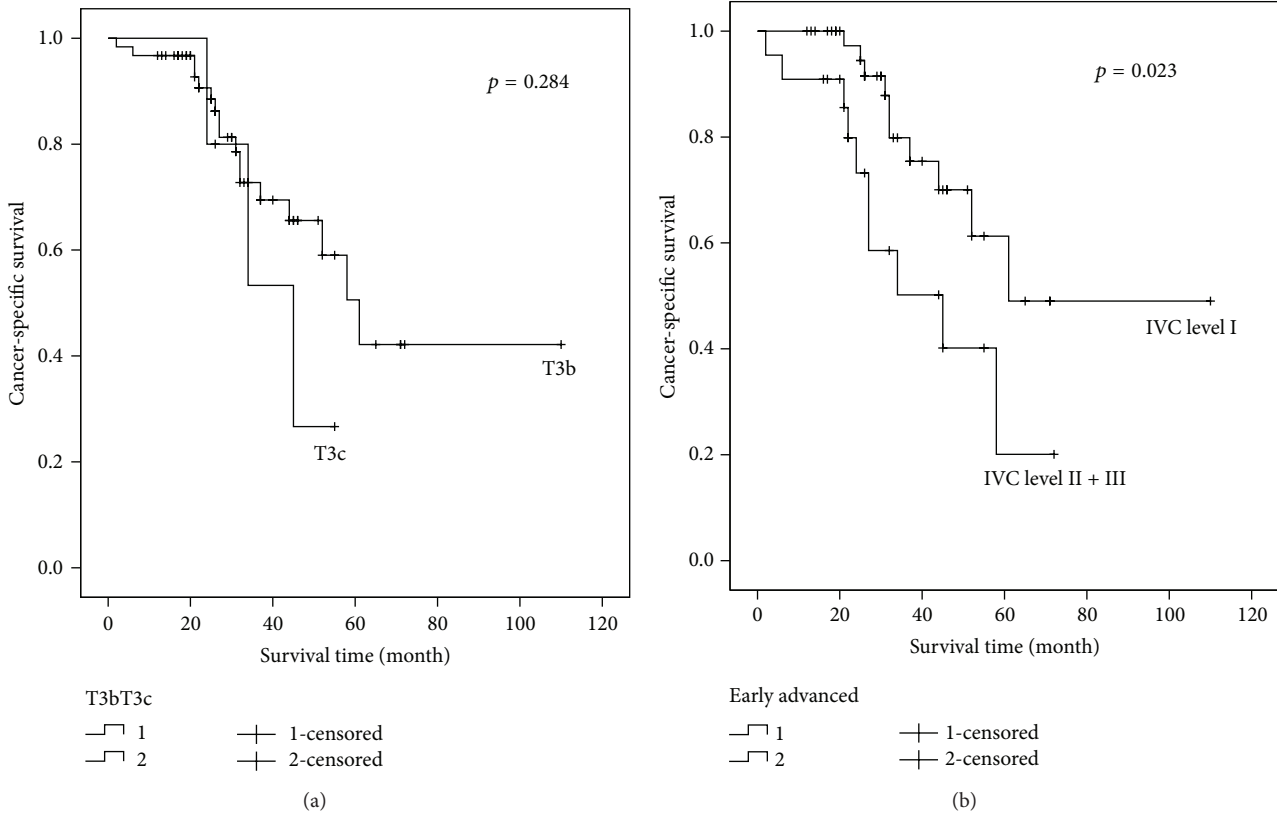 1.0
0.8
0.6
0.4
0.2
0.0
Cancer-specific survival
p = 0.284
T3b
T3c
0 20 40 60 80 100 120
Survival time (month)
T3bT3c
1 1-censored
2 2-censored
(a)
1.0
0.8
0.6
0.4
0.2
0.0
Cancer-specific survival
p = 0.023
IVC level I
IVC level II + III
0 20 40 60 80 100 120
Survival time (month)
Early advanced
1 1-censored
2 2-censored
(b)